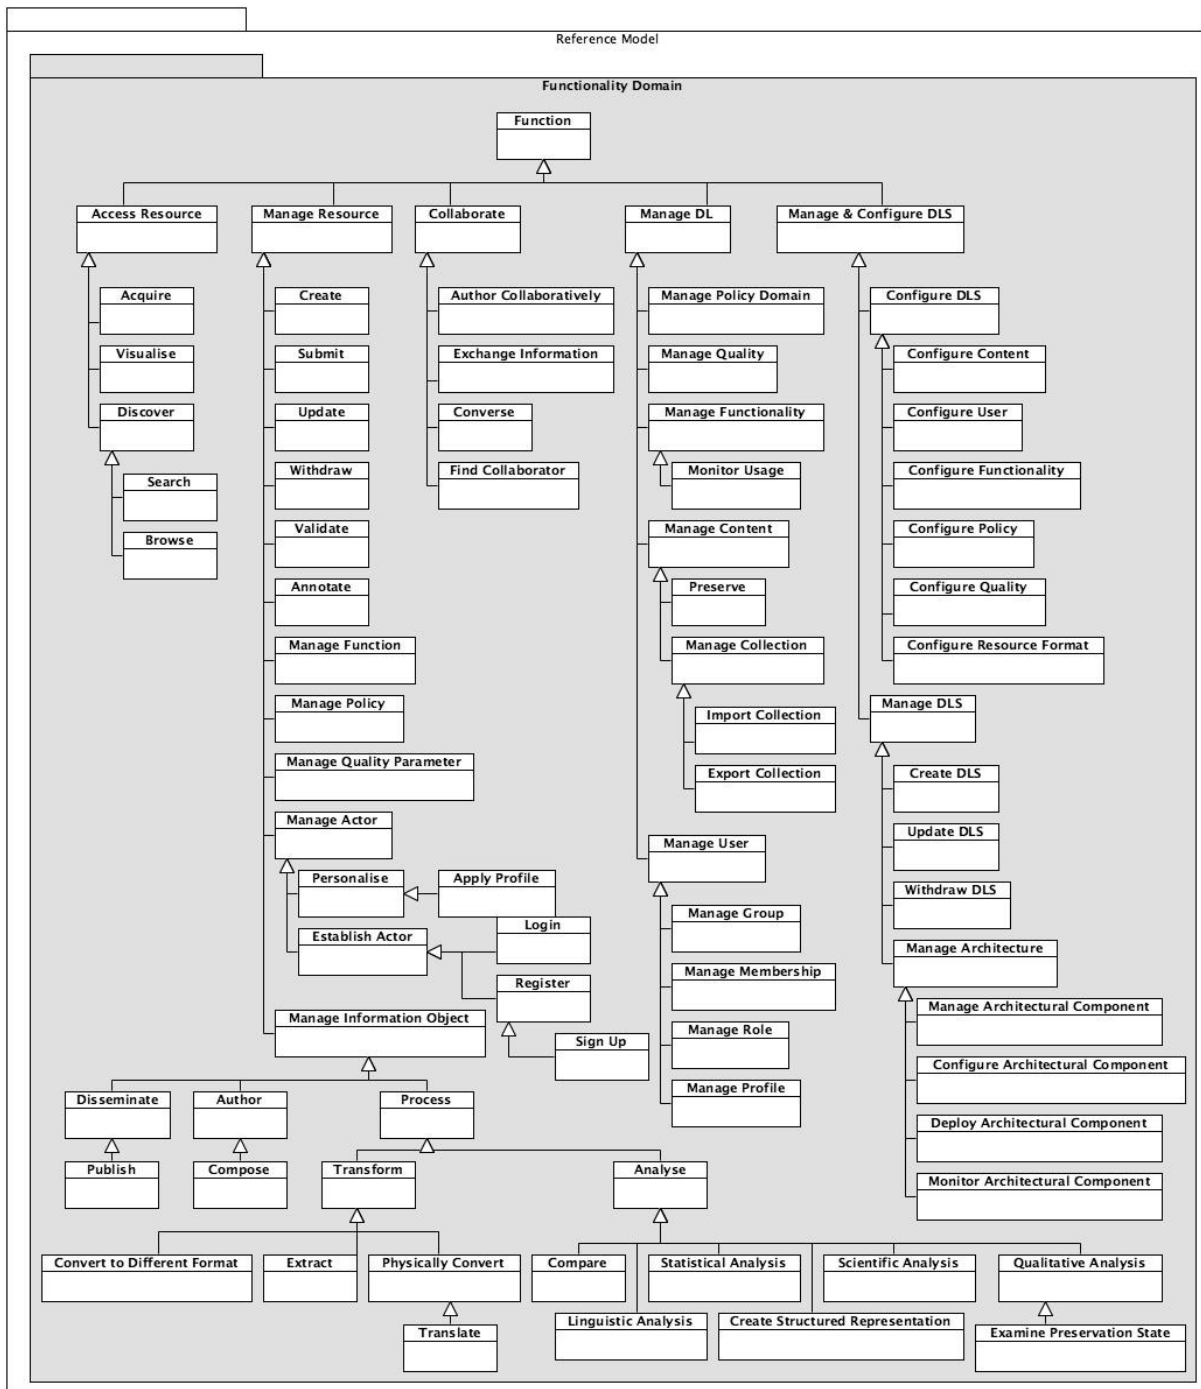 Reference Model
Functionality Domain
Function
Access Resource
Manage Resource
Collaborate
Manage DL
Manage & Configure DLS
Acquire
Create
Author Collaboratively
Manage Policy Domain
Configure DLS
Visualise
Submit
Exchange Information
Manage Quality
Configure Content
Discover
Update
Converse
Manage Functionality
Configure User
Search
Withdraw
Find Collaborator
Monitor Usage
Configure Functionality
Browse
Validate
Manage Content
Configure Policy
Annotate
Preserve
Configure Quality
Manage Function
Manage Collection
Configure Resource Format
Manage Policy
Import Collection
Manage DLS
Manage Quality Parameter
Export Collection
Create DLS
Manage Actor
Manage User
Update DLS
Personalise
Apply Profile
Withdraw DLS
Establish Actor
Login
Manage Group
Manage Architecture
Register
Manage Membership
Manage Architectural Component
Manage Information Object
Sign Up
Manage Role
Configure Architectural Component
Disseminate
Author
Process
Manage Profile
Deploy Architectural Component
Publish
Compose
Transform
Analyse
Monitor Architectural Component
Convert to Different Format
Extract
Physically Convert
Compare
Statistical Analysis
Scientific Analysis
Qualitative Analysis
Translate
Linguistic Analysis
Create Structured Representation
Examine Preservation State